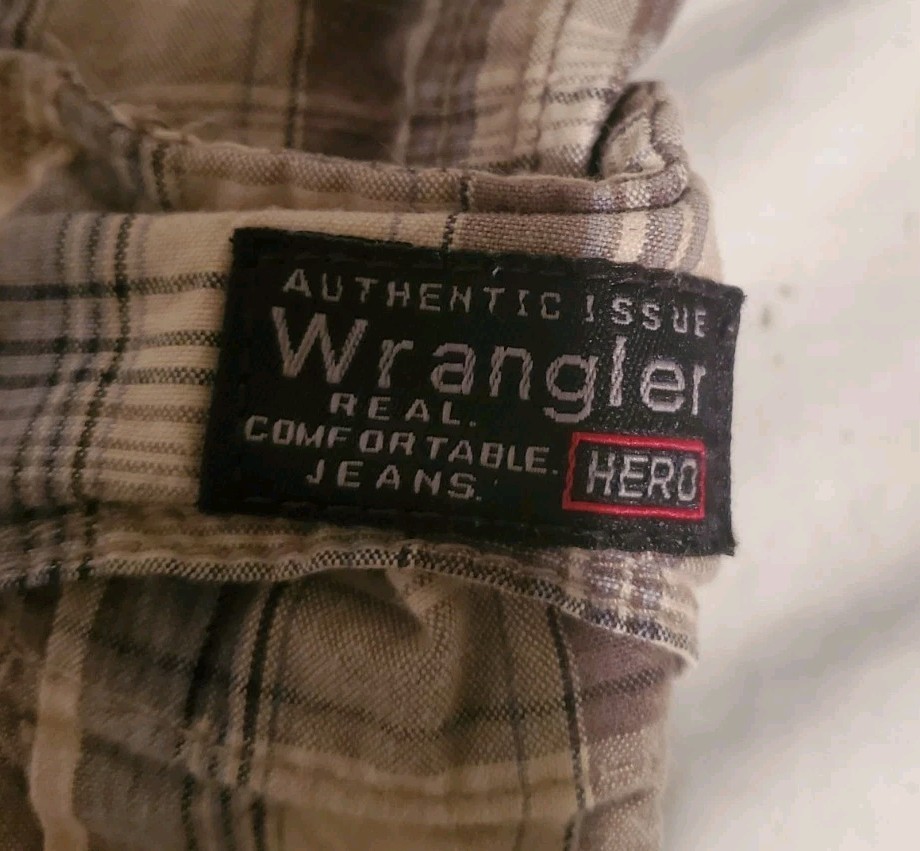 AUTHENTIC ISSUE
Wrangler
REAL.
COMFORTABLE.
JEANS.
HERO